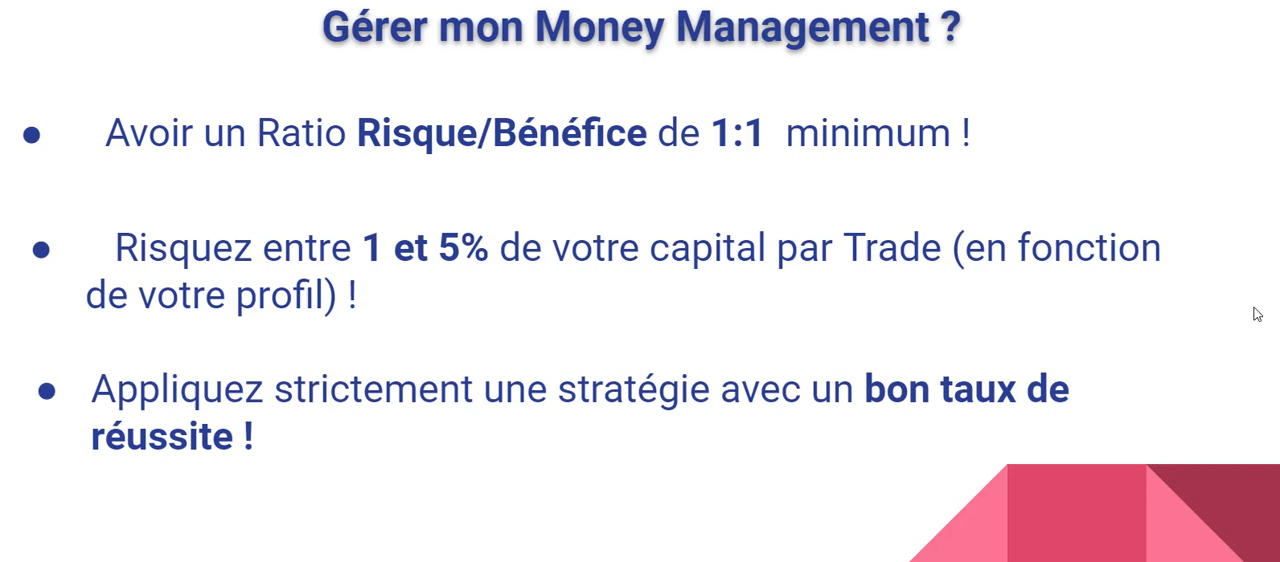 Gérer mon Money Management ?
● Avoir un Ratio Risque/Bénéfice de 1:1 minimum !
● Risquez entre 1 et 5% de votre capital par Trade (en fonction
de votre profil) !
● Appliquez strictement une stratégie avec un bon taux de
réussite !